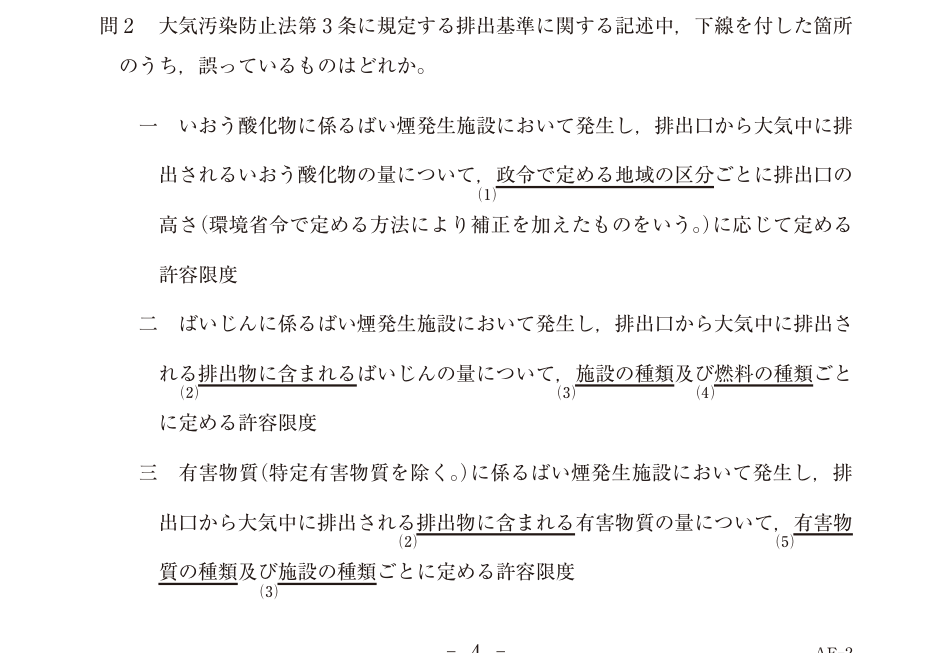 問2　大気汚染防止法第3条に規定する排出基準に関する記述中，下線を付した箇所
のうち，誤っているものはどれか。
一　いおう酸化物に係るばい煙発生施設において発生し，排出口から大気中に排
出されるいおう酸化物の量について，政令で定める地域の区分ごとに排出口の
(1)
高さ(環境省令で定める方法により補正を加えたものをいう。)に応じて定める
許容限度
二　ばいじんに係るばい煙発生施設において発生し，排出口から大気中に排出さ
れる排出物に含まれるばいじんの量について，施設の種類及び燃料の種類ごと
(2) (3) (4)
に定める許容限度
三　有害物質(特定有害物質を除く。)に係るばい煙発生施設において発生し，排
出口から大気中に排出される排出物に含まれる有害物質の量について，有害物
(2) (5)
質の種類及び施設の種類ごとに定める許容限度
(3)
− 4 −